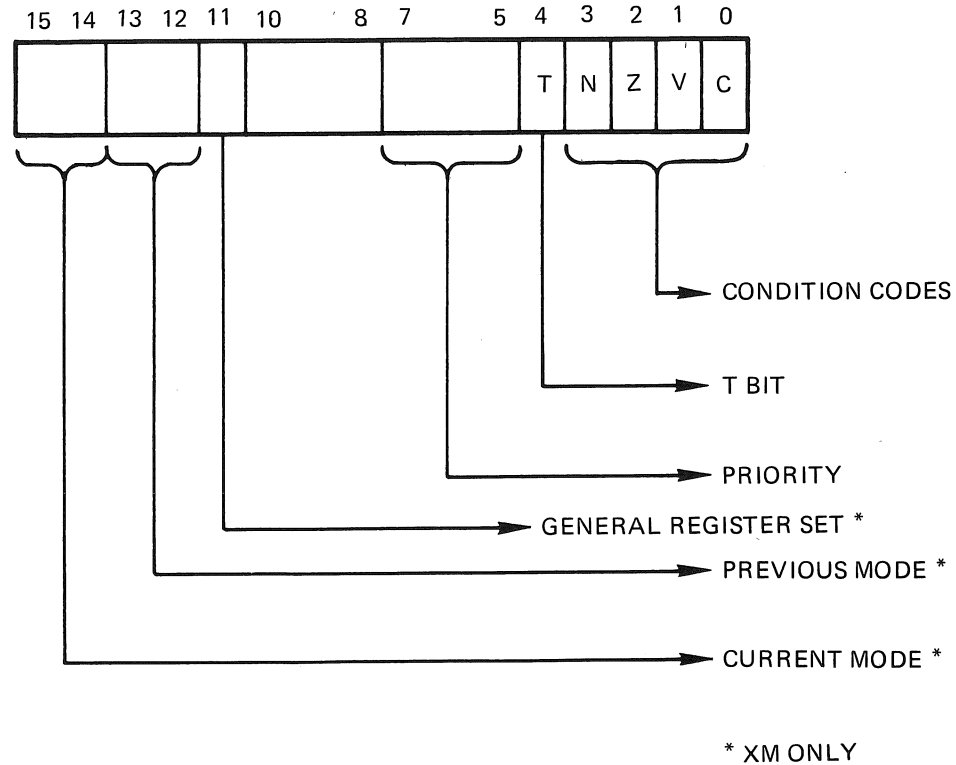 15 14 13 12 11 10 8 7 5 4 3 2 1 0
T N Z V C
CONDITION CODES
T BIT
PRIORITY
GENERAL REGISTER SET *
PREVIOUS MODE *
CURRENT MODE *
* XM ONLY